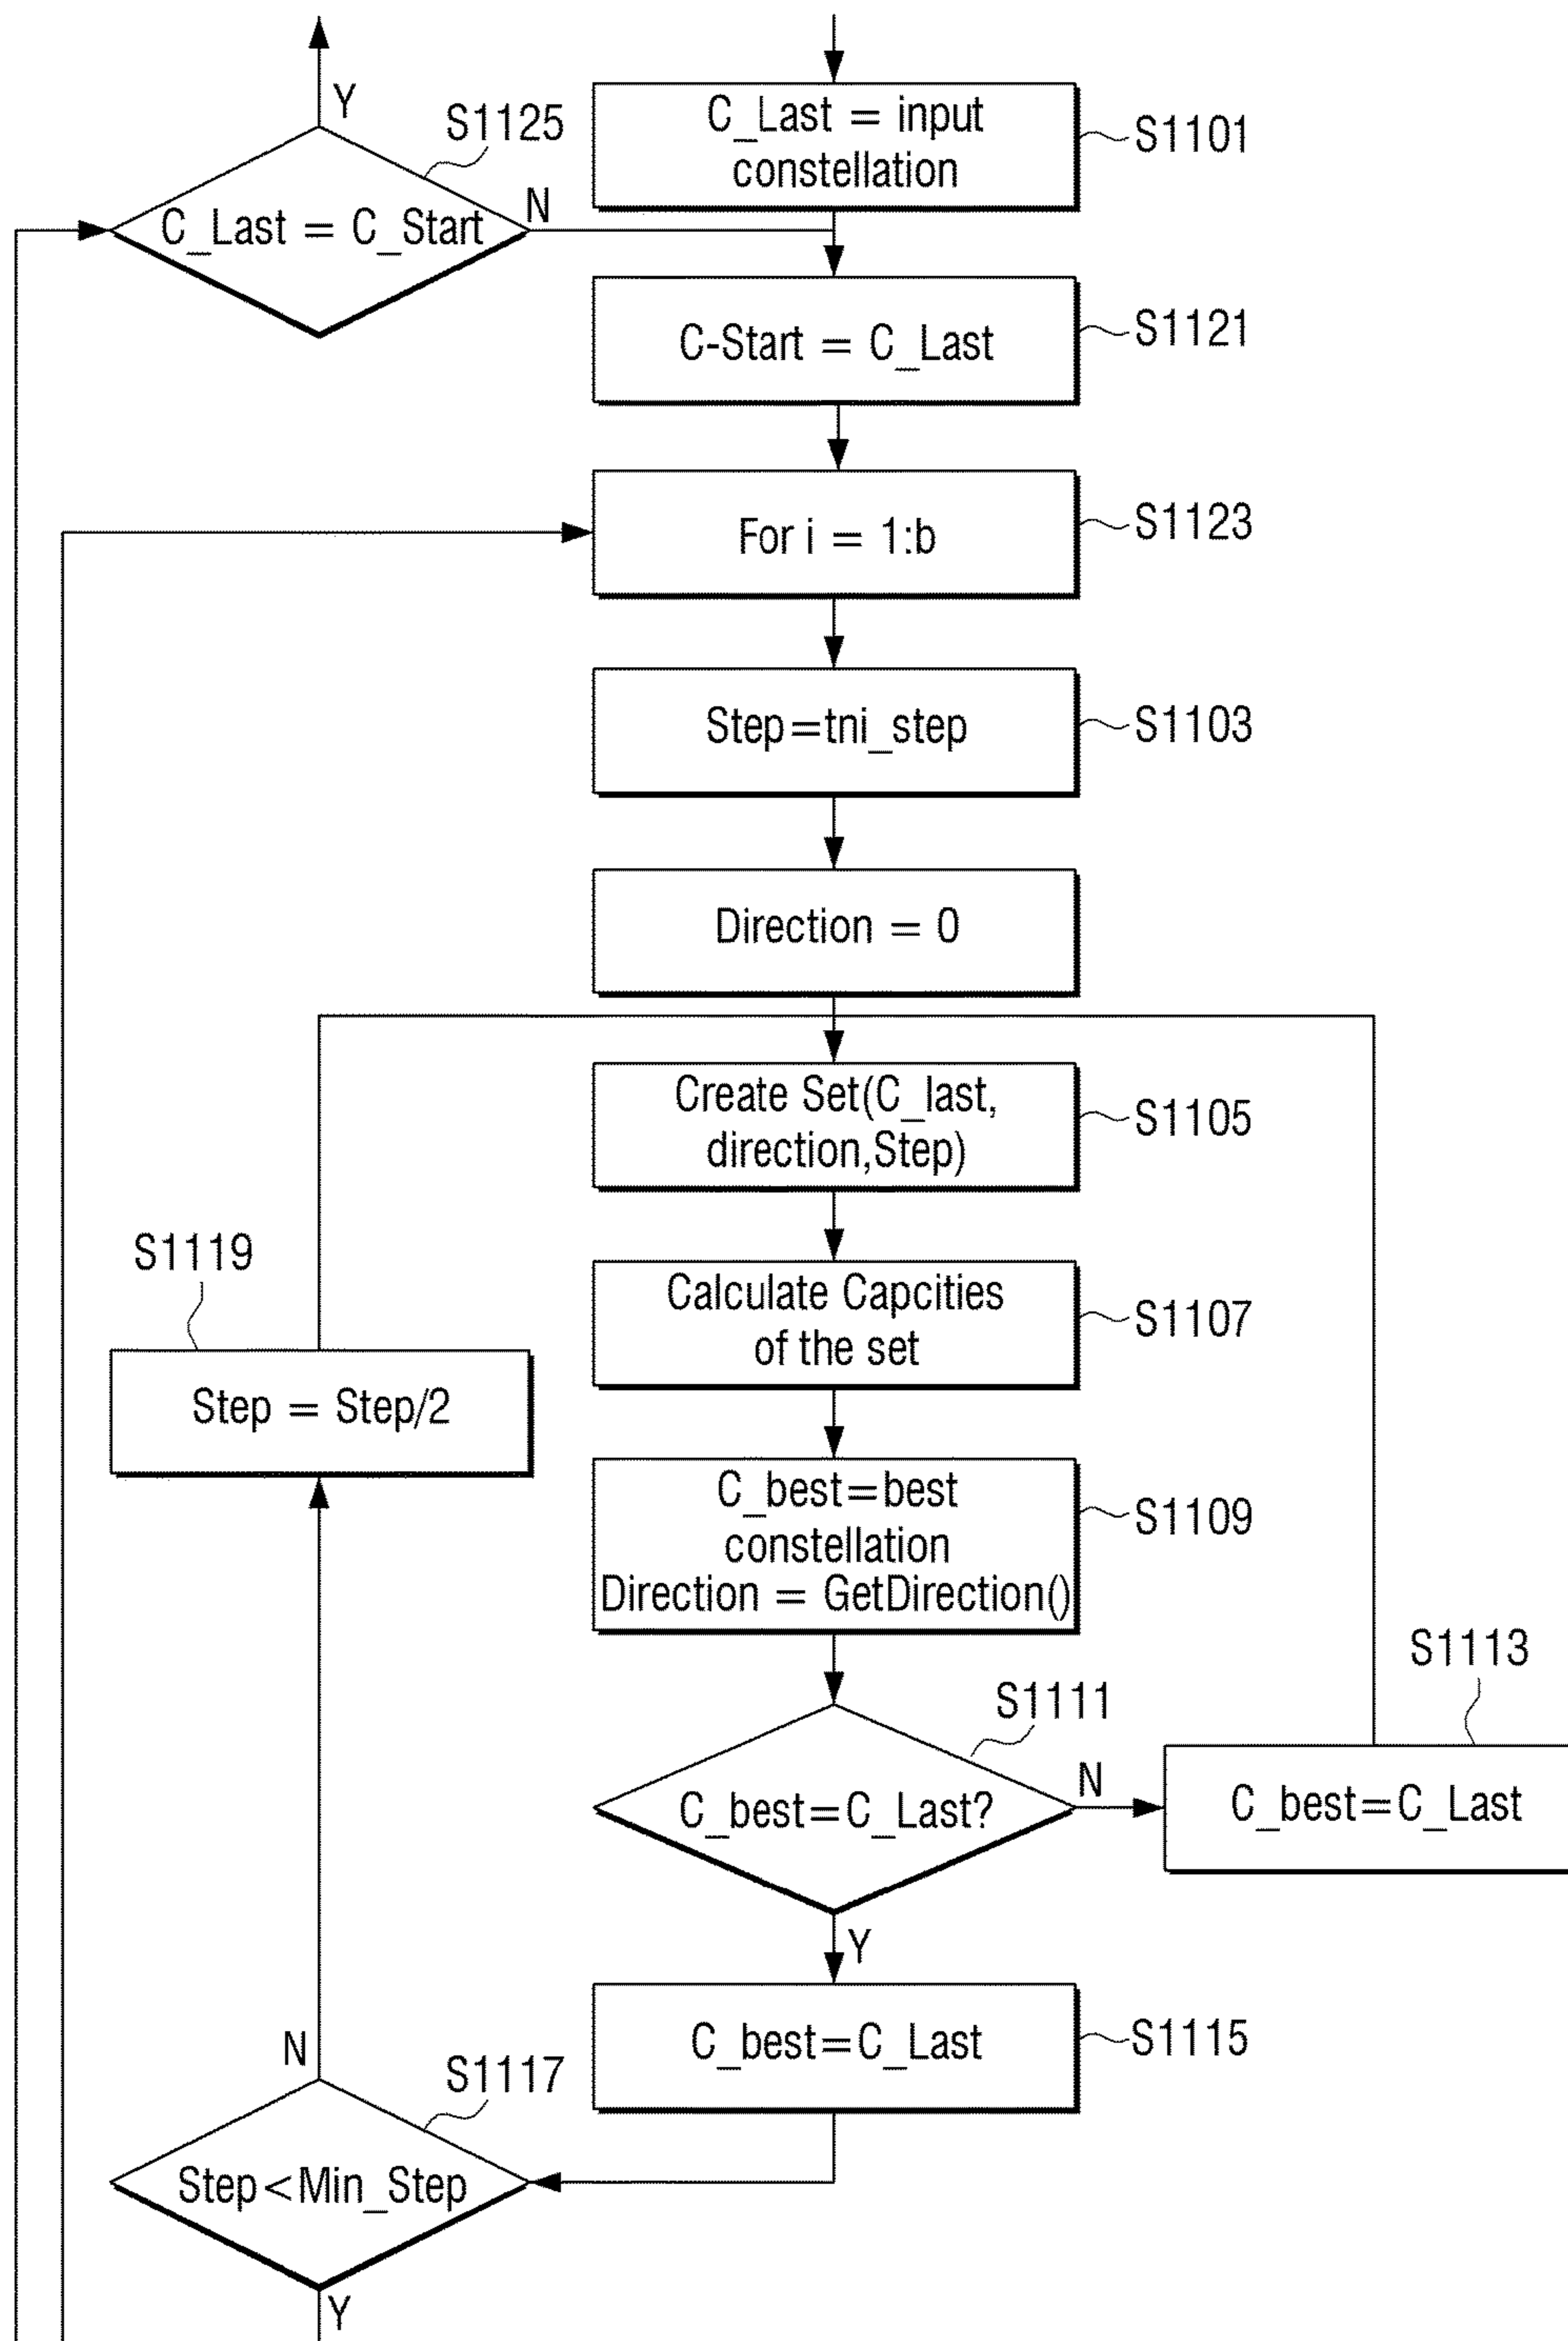 Y
S1125
C_Last = C_Start
N
C_Last = input
constellation
S1101
C-Start = C_Last
S1121
For i = 1:b
S1123
Step=tni_step
S1103
Direction = 0
Create Set(C_last,
direction,Step)
S1105
Calculate Capcities
of the set
S1107
S1119
Step = Step/2
C_best=best
constellation
Direction = GetDirection()
S1109
S1111
C_best=C_Last?
N
S1113
C_best=C_Last
Y
C_best=C_Last
S1115
N
S1117
Step<Min_Step
Y